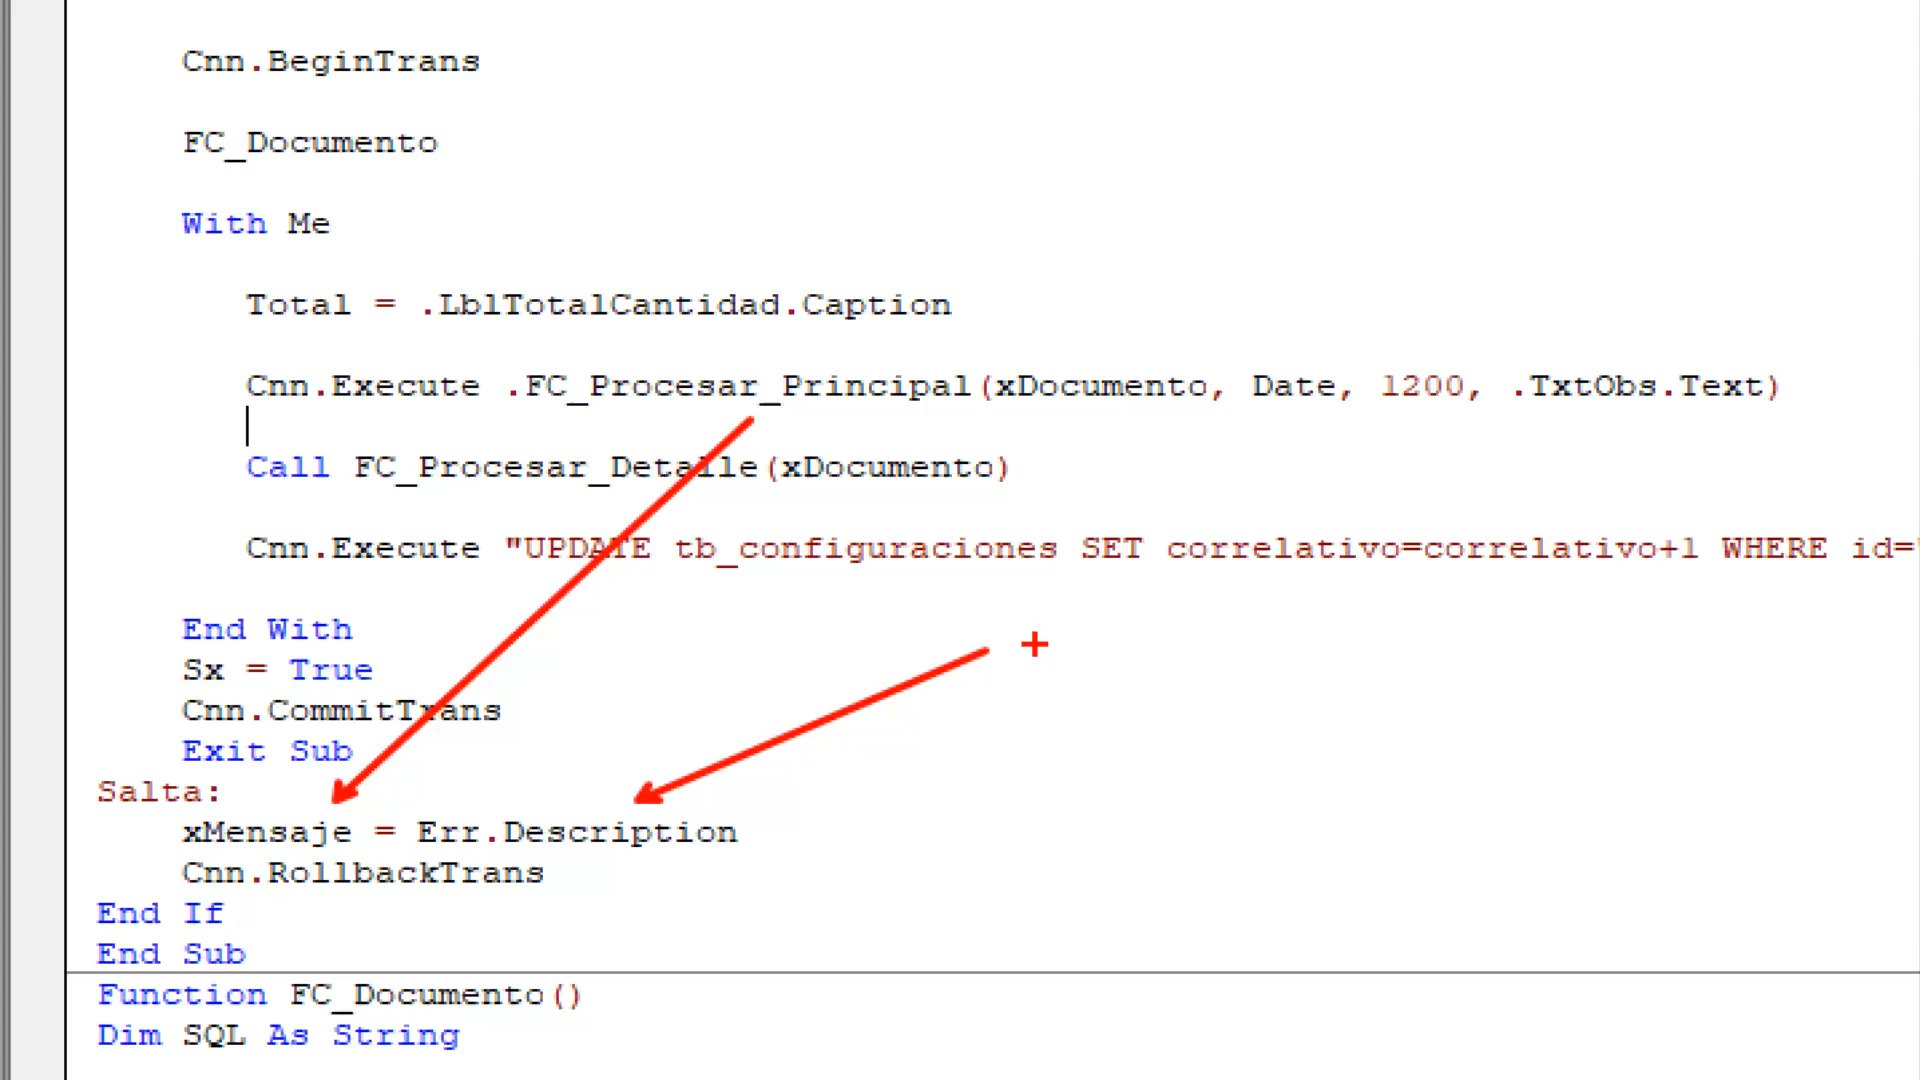 Cnn.BeginTrans
FC_Documento
With Me
Total = .LblTotalCantidad.Caption
Cnn.Execute .FC_Procesar_Principal(xDocumento, Date, 1200, .TxtObs.Text)
Call FC_Procesar_Detalle(xDocumento)
Cnn.Execute "UPDATE tb_configuraciones SET correlativo=correlativo+1 WHERE id='
End With
Sx = True
Cnn.CommitTrans
Exit Sub
Salta:
xMensaje = Err.Description
Cnn.RollbackTrans
End If
End Sub
Function FC_Documento()
Dim SQL As String